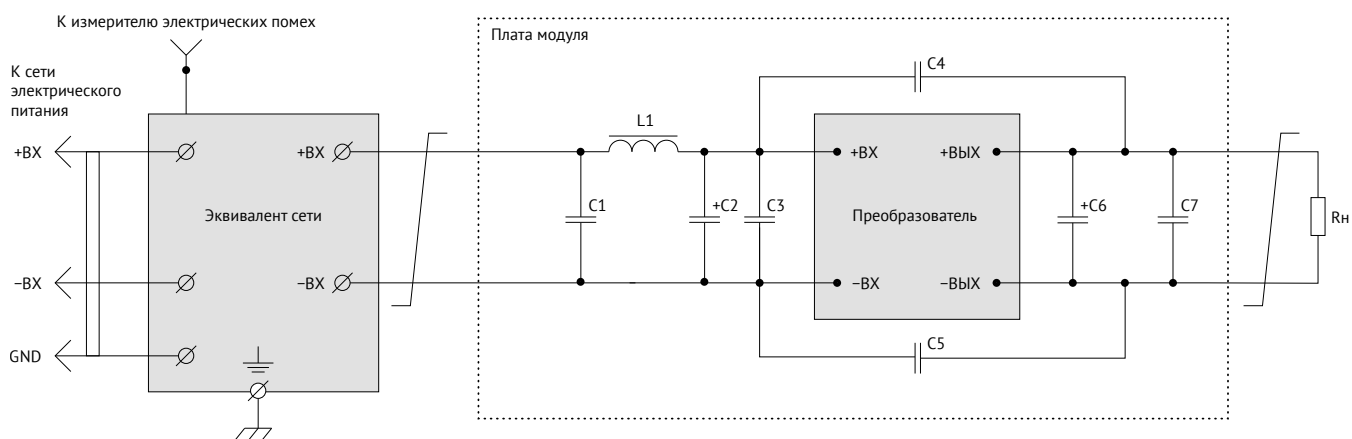 К измерителю электрических помех
Плата модуля
К сети
электрического
питания
C4
L1
+ВХ
+ВХ
+ВХ
+ВЫХ
Эквивалент сети
C1
+C2
C3
Преобразователь
+C6
C7
Rн
−ВХ
−ВХ
−ВХ
−ВЫХ
C5
GND